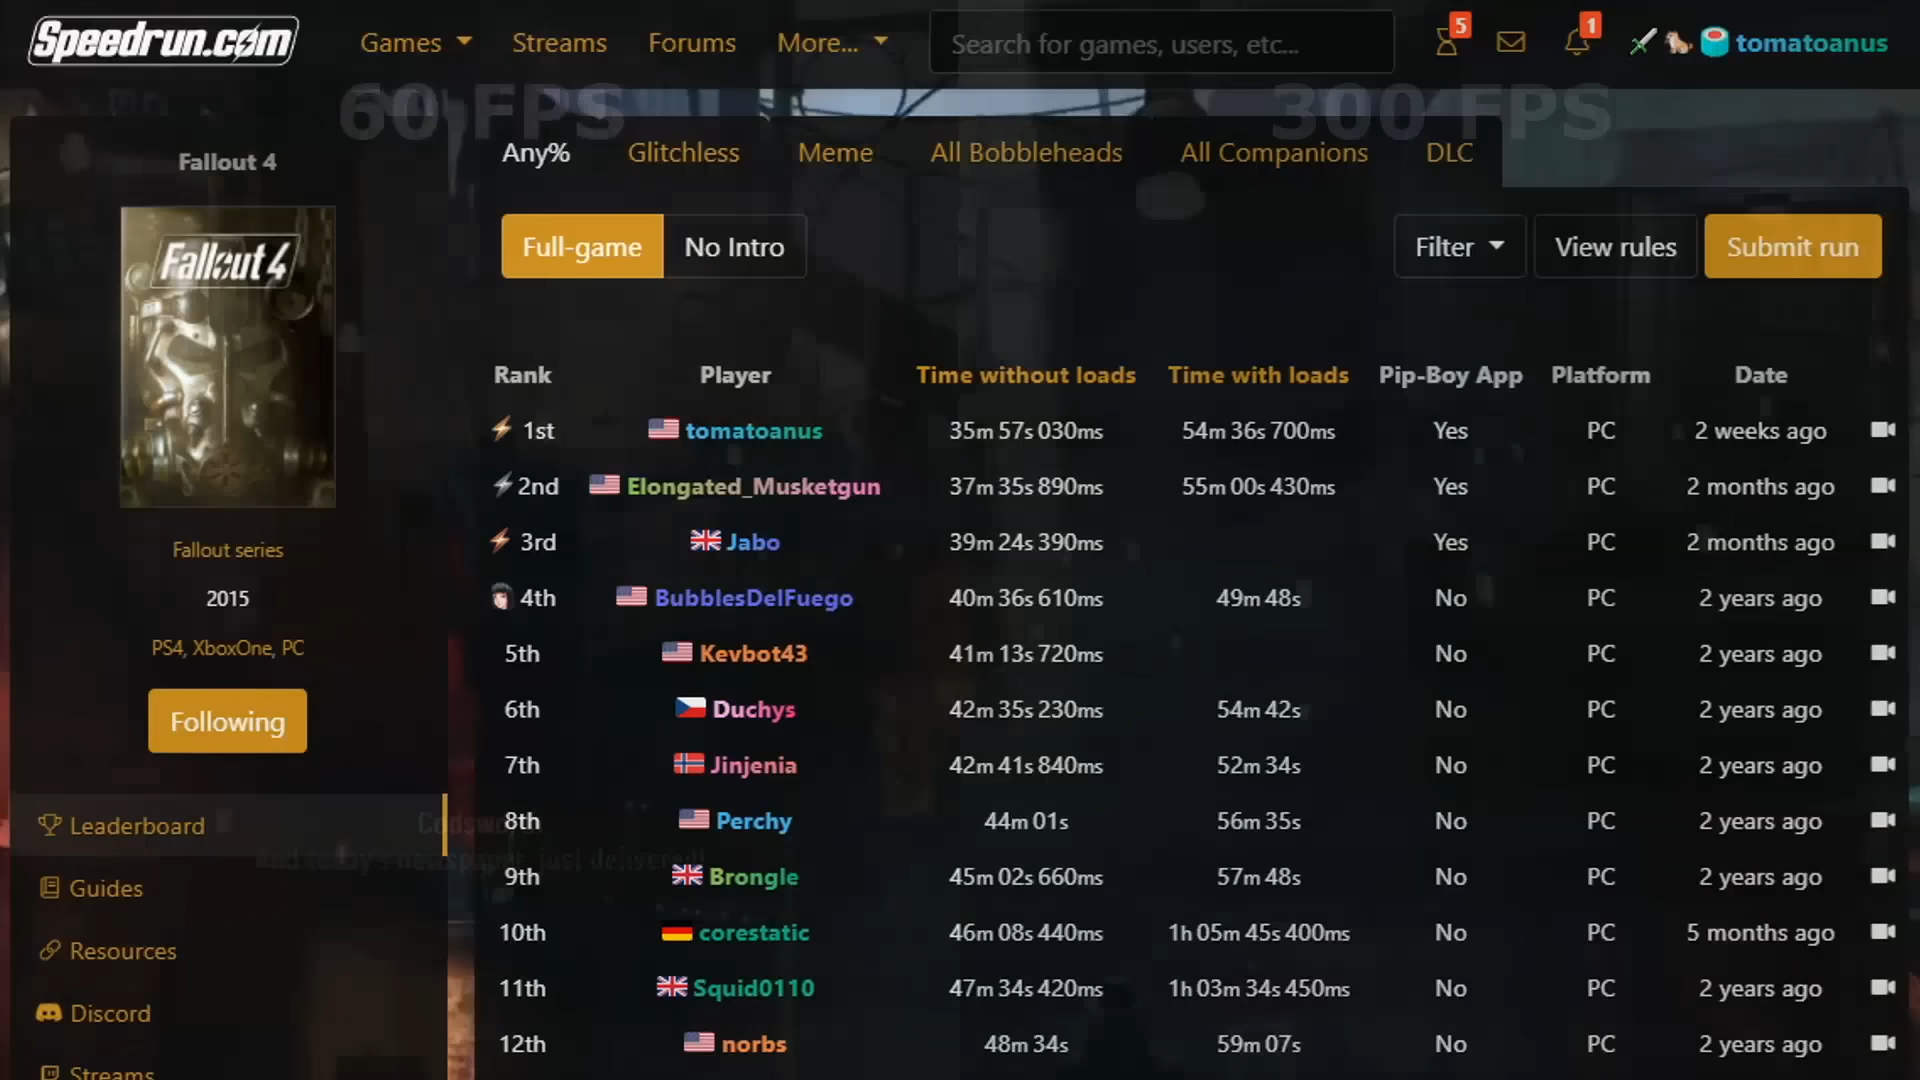 Speedrun.com Games Streams Forums More... Search for games, users, etc... 5 1 tomatoanus
60 FPS 300 FPS
Any% Glitchless Meme All Bobbleheads All Companions DLC
Fallout 4
Fallout 4
Full-game No Intro Filter View rules Submit run
Fallout series
2015
PS4, XboxOne, PC
Following
Leaderboard
Guides
Resources
Discord
Streams
Rank Player Time without loads Time with loads Pip-Boy App Platform Date
1st tomatoanus 35m 57s 030ms 54m 36s 700ms Yes PC 2 weeks ago
2nd Elongated_Musketgun 37m 35s 890ms 55m 00s 430ms Yes PC 2 months ago
3rd Jabo 39m 24s 390ms Yes PC 2 months ago
4th BubblesDelFuego 40m 36s 610ms 49m 48s No PC 2 years ago
5th Kevbot43 41m 13s 720ms No PC 2 years ago
6th Duchys 42m 35s 230ms 54m 42s No PC 2 years ago
7th Jinjenia 42m 41s 840ms 52m 34s No PC 2 years ago
8th Perchy 44m 01s 56m 35s No PC 2 years ago
9th Brongle 45m 02s 660ms 57m 48s No PC 2 years ago
10th corestatic 46m 08s 440ms 1h 05m 45s 400ms No PC 5 months ago
11th Squid0110 47m 34s 420ms 1h 03m 34s 450ms No PC 2 years ago
12th norbs 48m 34s 59m 07s No PC 2 years ago
And today's newspaper, just delivered!